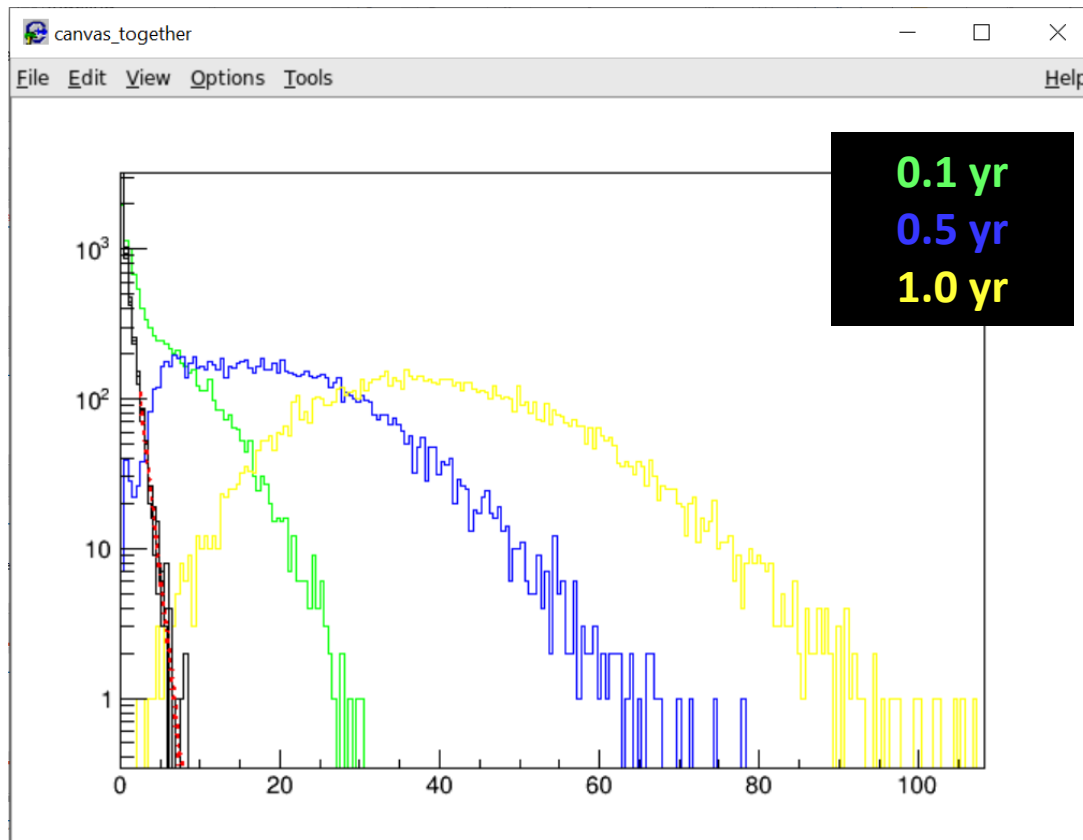 canvas_together
File Edit View Options Tools Help
0.1 yr
0.5 yr
1.0 yr
10³
10²
10
1
0 20 40 60 80 100